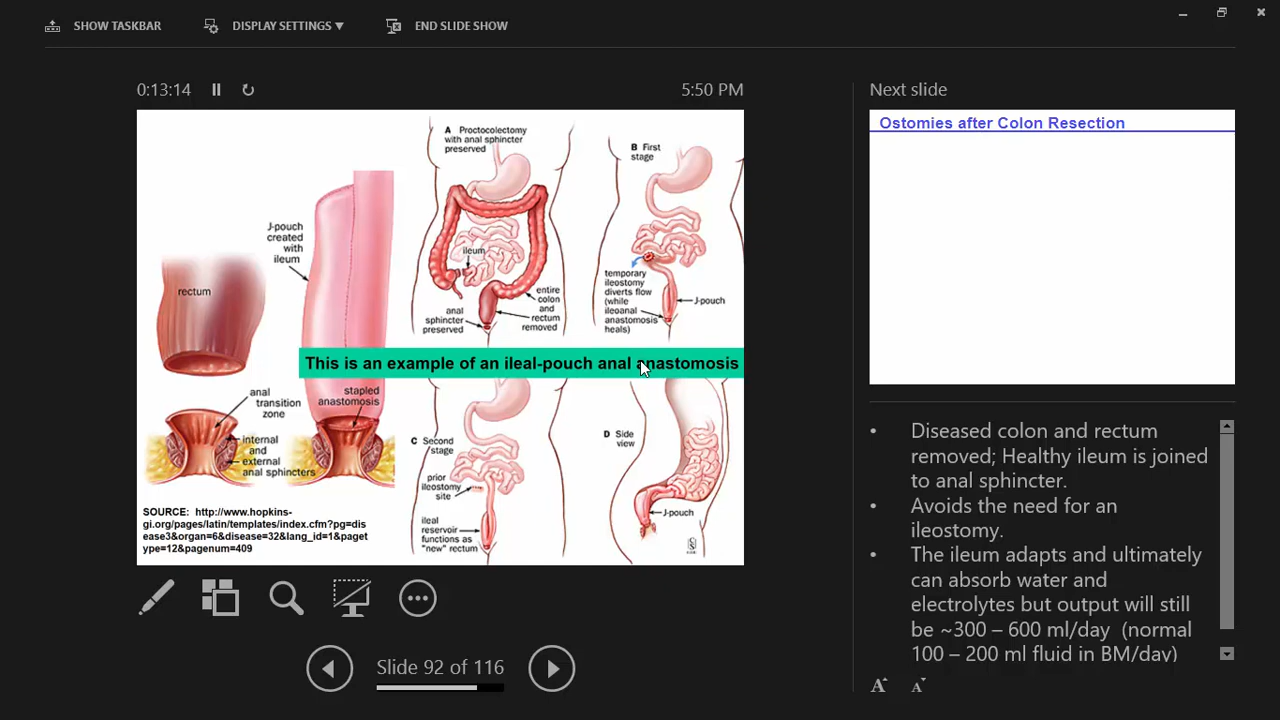 SHOW TASKBAR
DISPLAY SETTINGS ▼
END SLIDE SHOW
0:13:14
5:50 PM
Next slide
A Proctocolectomy
with anal sphincter
preserved
ileum
anal
sphincter
preserved
entire
colon
and
rectum
removed
B First
stage
temporary
ileostomy
diverts flow
(while
ileoanal
anastomosis
heals)
J-pouch
J-pouch
created
with
ileum
rectum
This is an example of an ileal-pouch anal anastomosis
anal
transition
zone
stapled
anastomosis
internal
and
external
anal sphincters
C Second
stage
prior
ileostomy
site
ileal
reservoir
functions as
"new" rectum
D Side
view
J-pouch
SOURCE: http://www.hopkins-
gi.org/pages/latin/templates/index.cfm?pg=dis
ease3&organ=6&disease=32&lang_id=1&paget
ype=12&pagenum=409
Ostomies after Colon Resection
• Diseased colon and rectum
removed; Healthy ileum is joined
to anal sphincter.
• Avoids the need for an
ileostomy.
• The ileum adapts and ultimately
can absorb water and
electrolytes but output will still
be ~300 – 600 ml/day (normal
100 – 200 ml fluid in BM/day)
Slide 92 of 116
A A